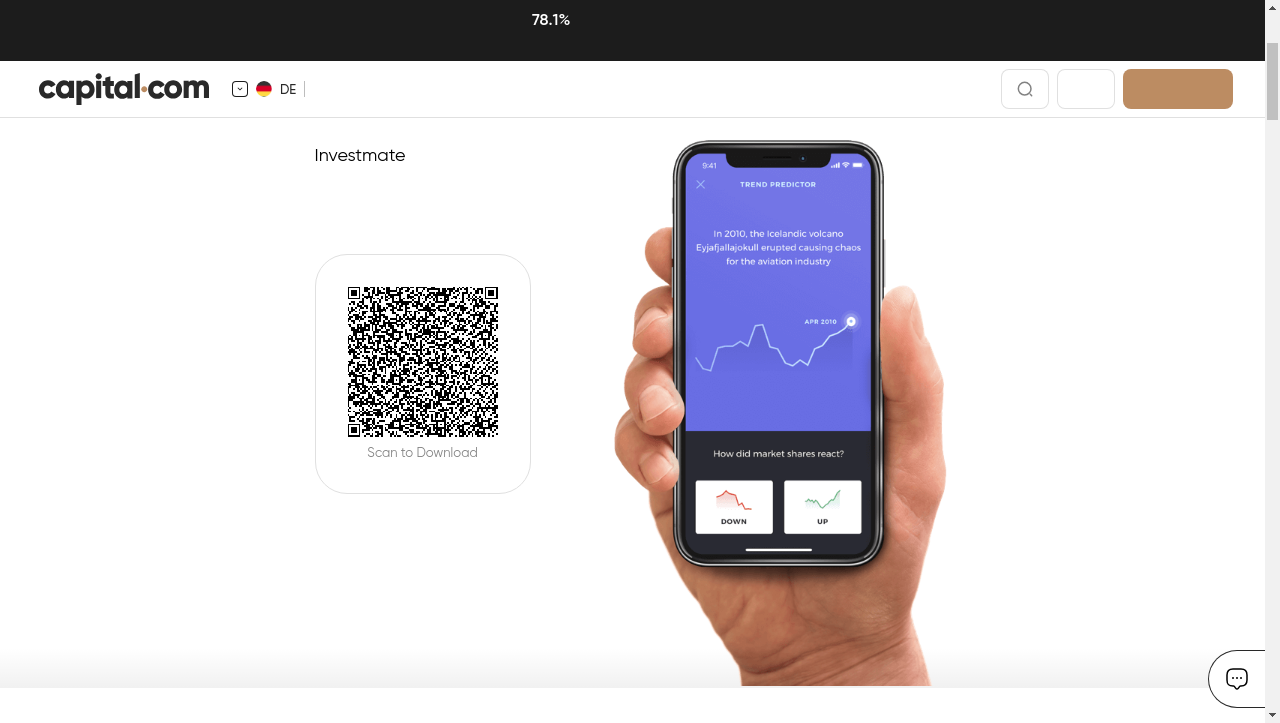 78.1%
capital.com
DE
Investmate
Scan to Download
9:41
TREND PREDICTOR
In 2010, the Icelandic volcano
Eyjafjallajokull erupted causing chaos
for the aviation industry
APR 2010
How did market shares react?
DOWN
UP